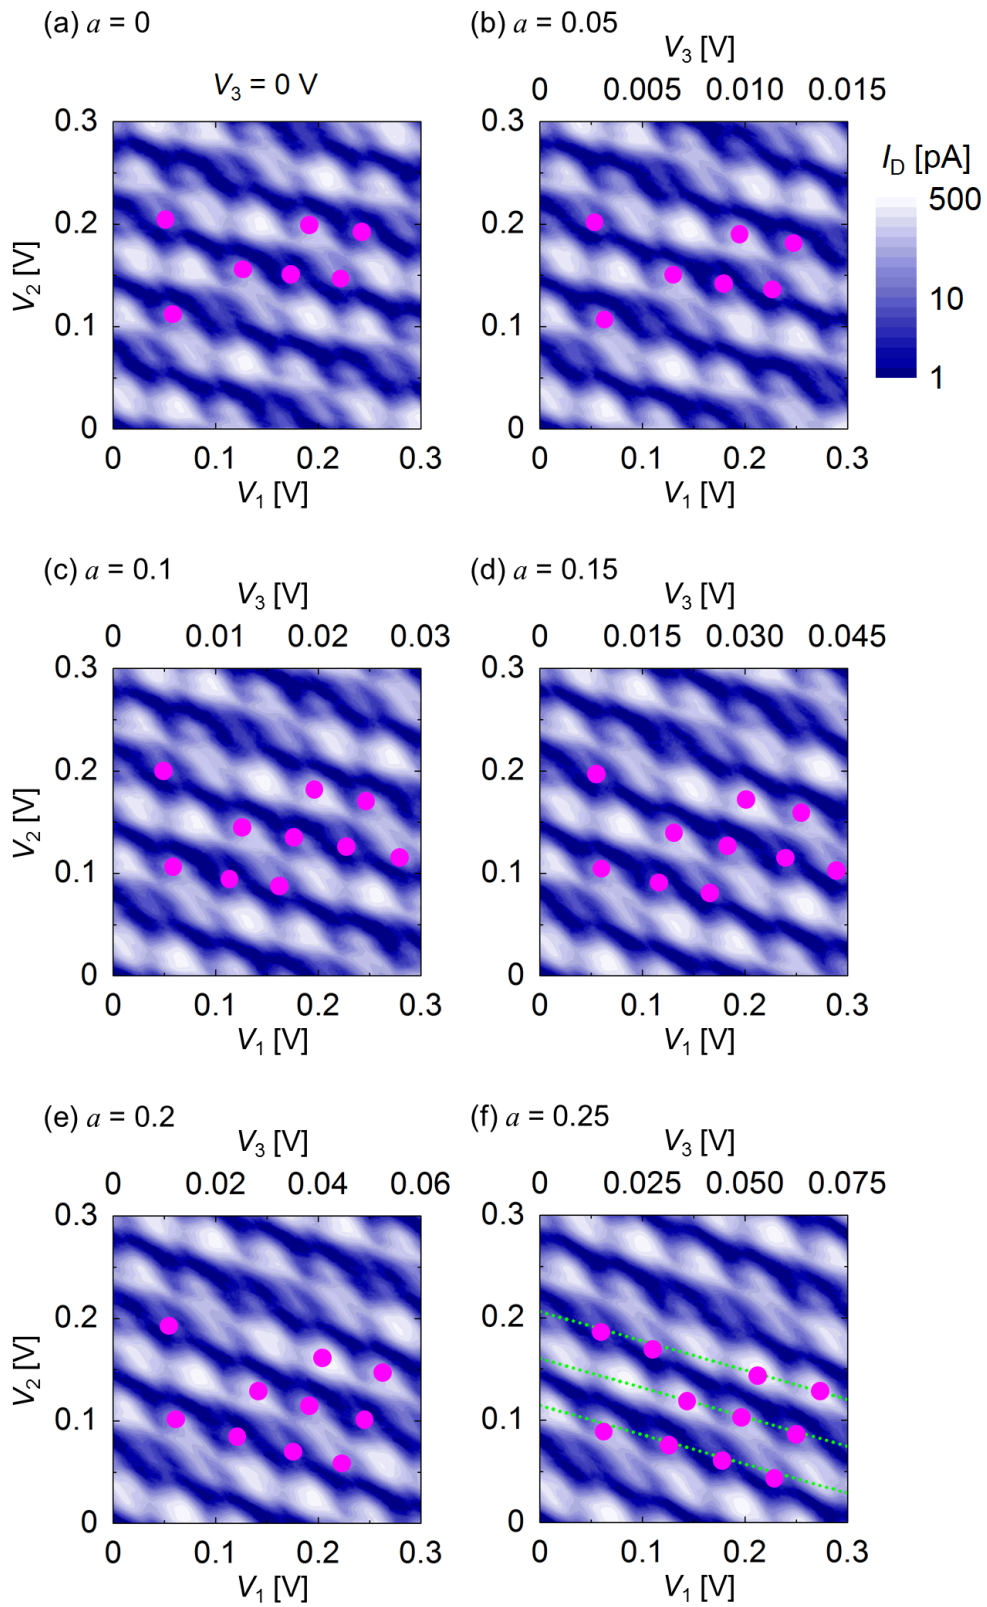 (a) a = 0
(b) a = 0.05
V3 [V]
V3 = 0 V
0 0.005 0.010 0.015
0.3
0.2
0.1
0
V2 [V]
0 0.1 0.2 0.3
V1 [V]
0.3
0.2
0.1
0
0 0.1 0.2 0.3
V1 [V]
ID [pA]
500
10
1
(c) a = 0.1
V3 [V]
0 0.01 0.02 0.03
0.3
0.2
0.1
0
V2 [V]
0 0.1 0.2 0.3
V1 [V]
(d) a = 0.15
V3 [V]
0 0.015 0.030 0.045
0.3
0.2
0.1
0
0 0.1 0.2 0.3
V1 [V]
(e) a = 0.2
V3 [V]
0 0.02 0.04 0.06
0.3
0.2
0.1
0
V2 [V]
0 0.1 0.2 0.3
V1 [V]
(f) a = 0.25
V3 [V]
0 0.025 0.050 0.075
0.3
0.2
0.1
0
0 0.1 0.2 0.3
V1 [V]